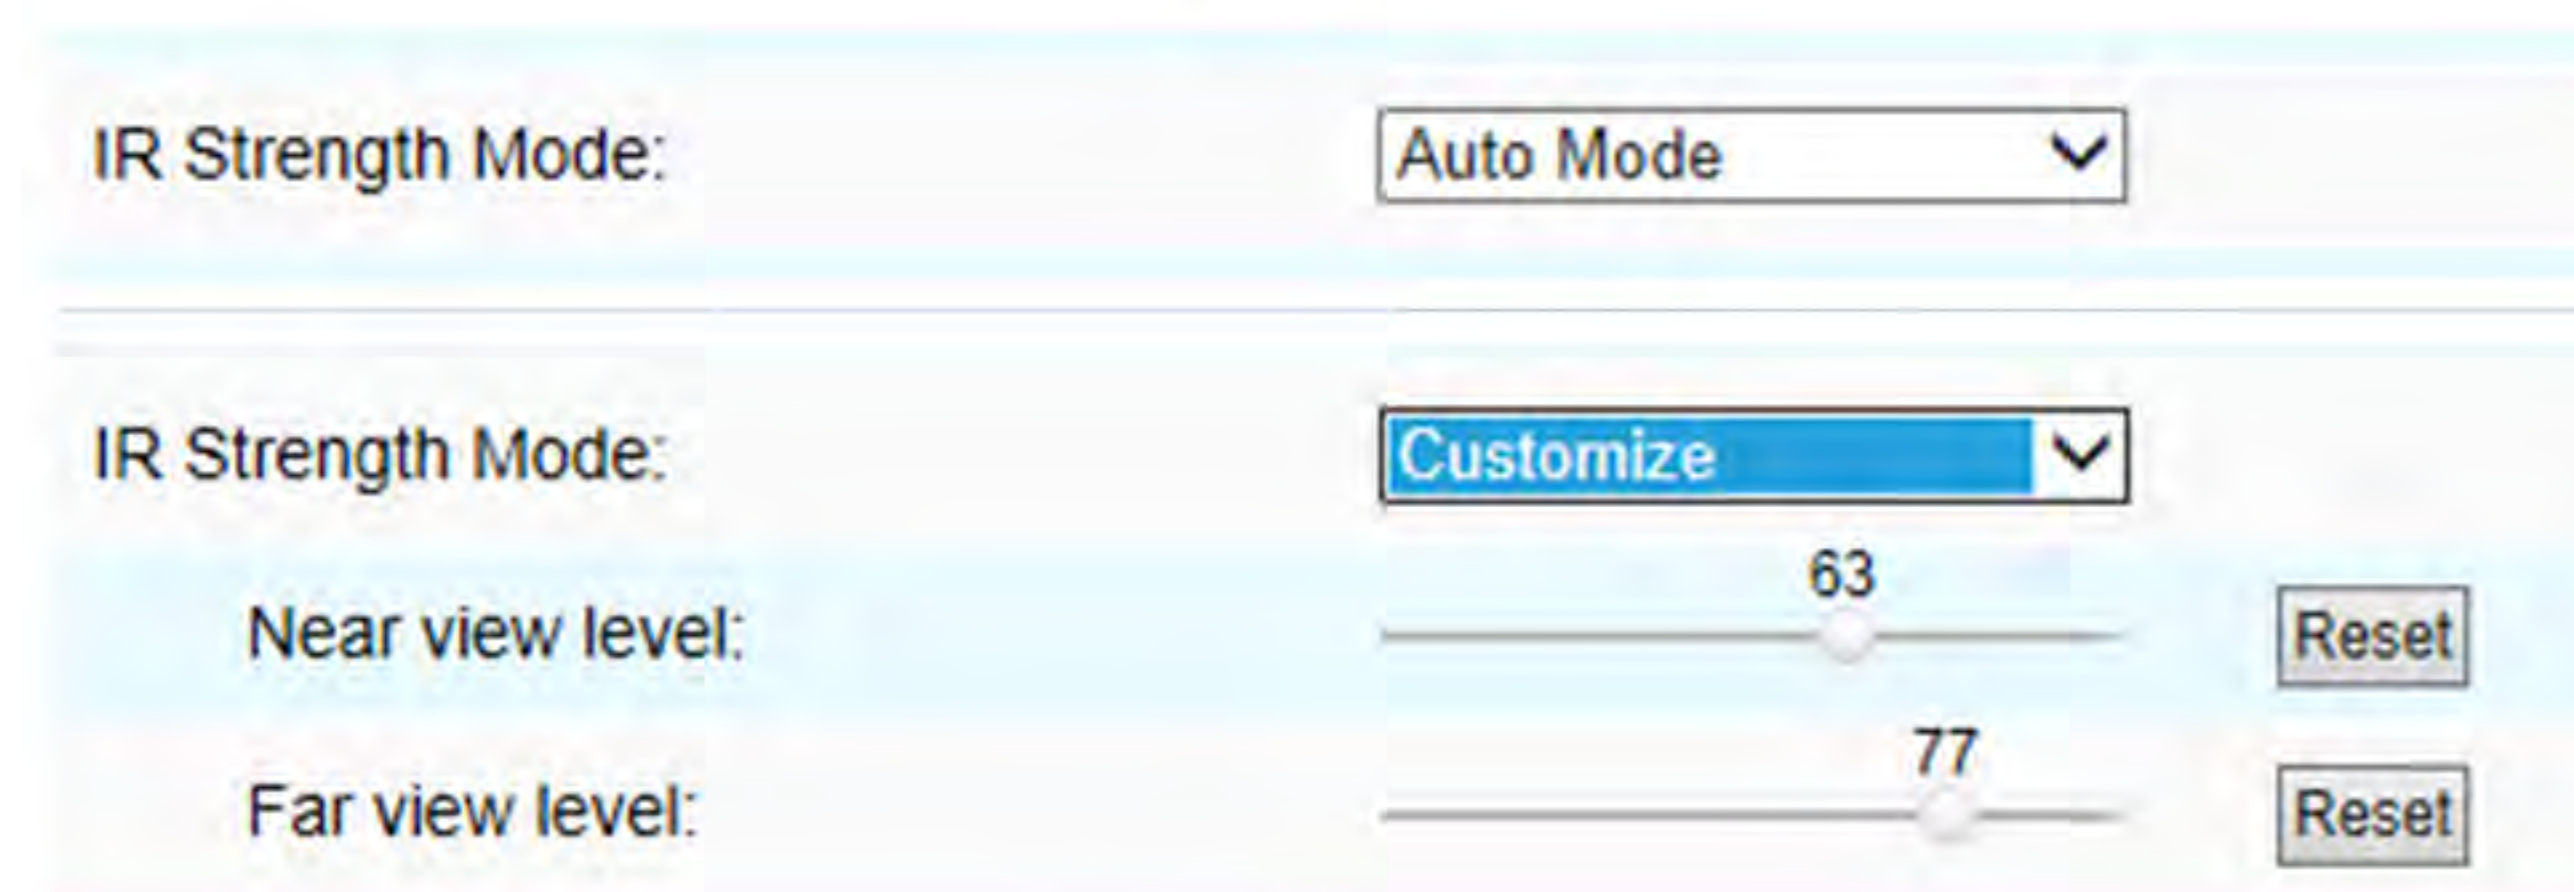 IR Strength Mode: Auto Mode
IR Strength Mode: Customize
63
Near view level: Reset
77
Far view level: Reset